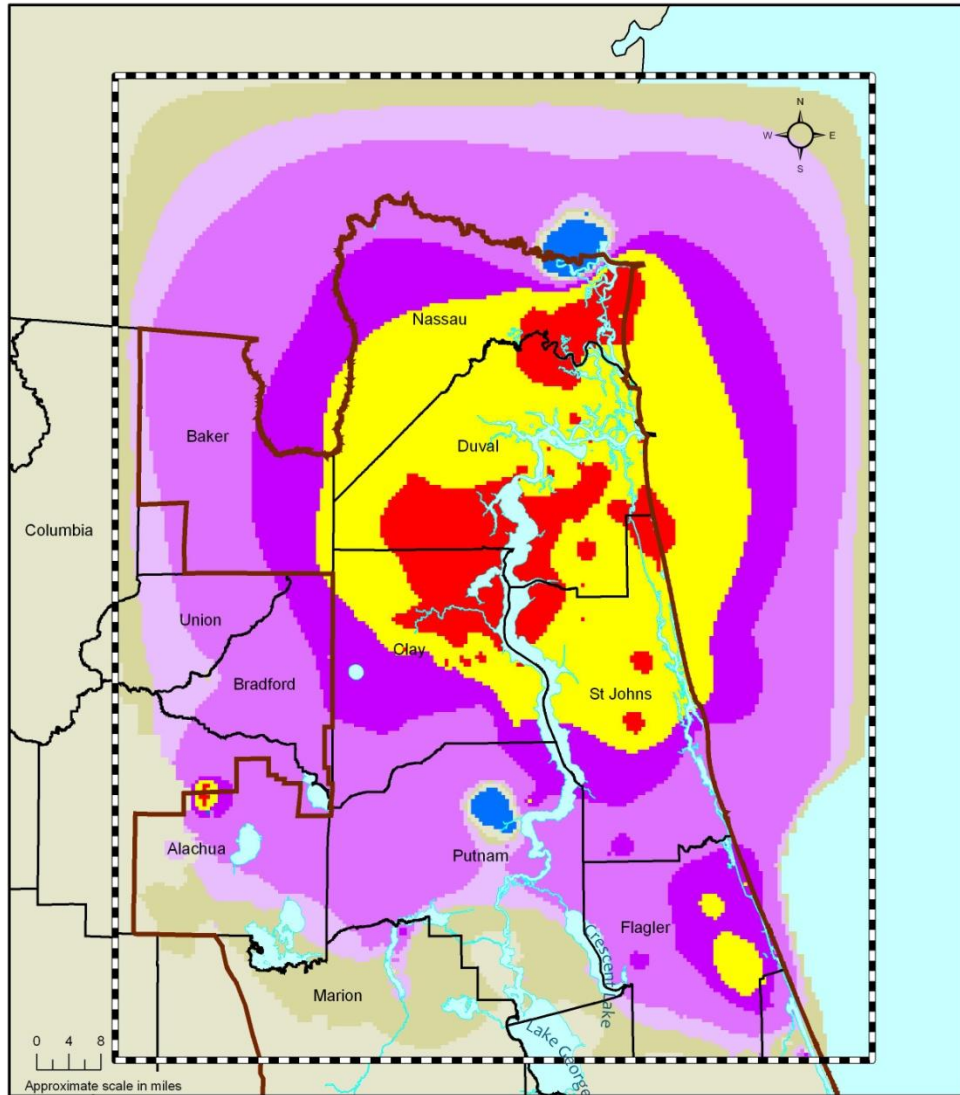 N
W E
S
Nassau
Duval
Baker
Columbia
Union
Clay
Bradford
St Johns
Alachua
Putnam
Flagler
Crescent Lake
Marion
Lake George
0 4 8
Approximate scale in miles